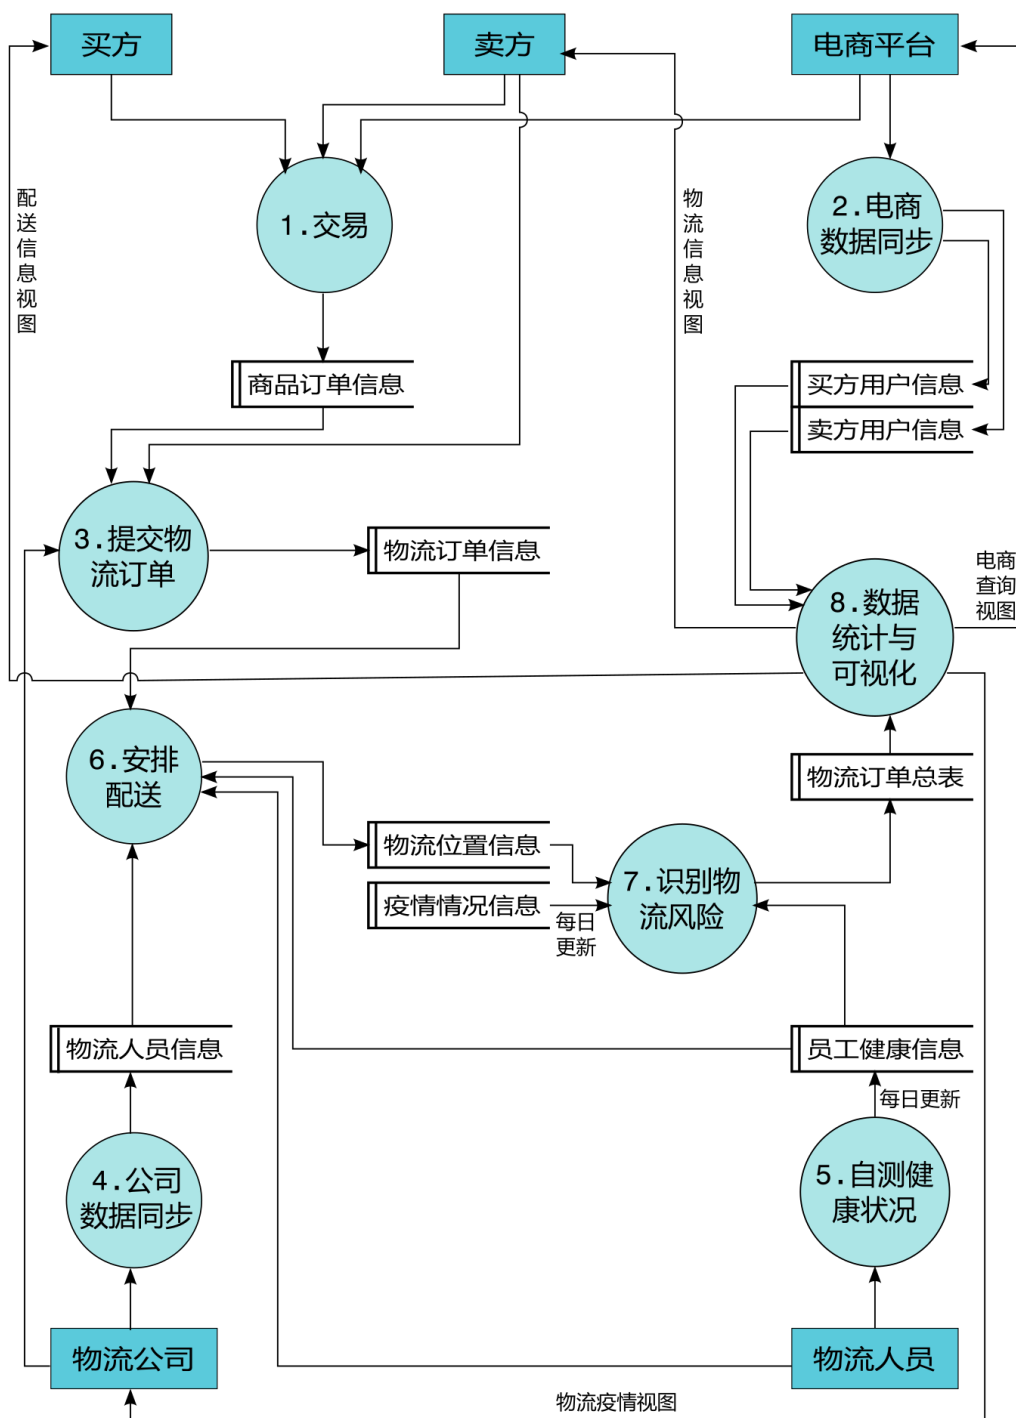 买方
卖方
电商平台
配
送
信
息
视
图
物
流
信
息
视
图
1.交易
2.电商
数据同步
商品订单信息
买方用户信息
卖方用户信息
3.提交物
流订单
物流订单信息
电商
查询
视图
8.数据
统计与
可视化
6.安排
配送
物流订单总表
物流位置信息
疫情情况信息
每日
更新
7.识别物
流风险
物流人员信息
员工健康信息
每日更新
4.公司
数据同步
5.自测健
康状况
物流公司
物流人员
物流疫情视图